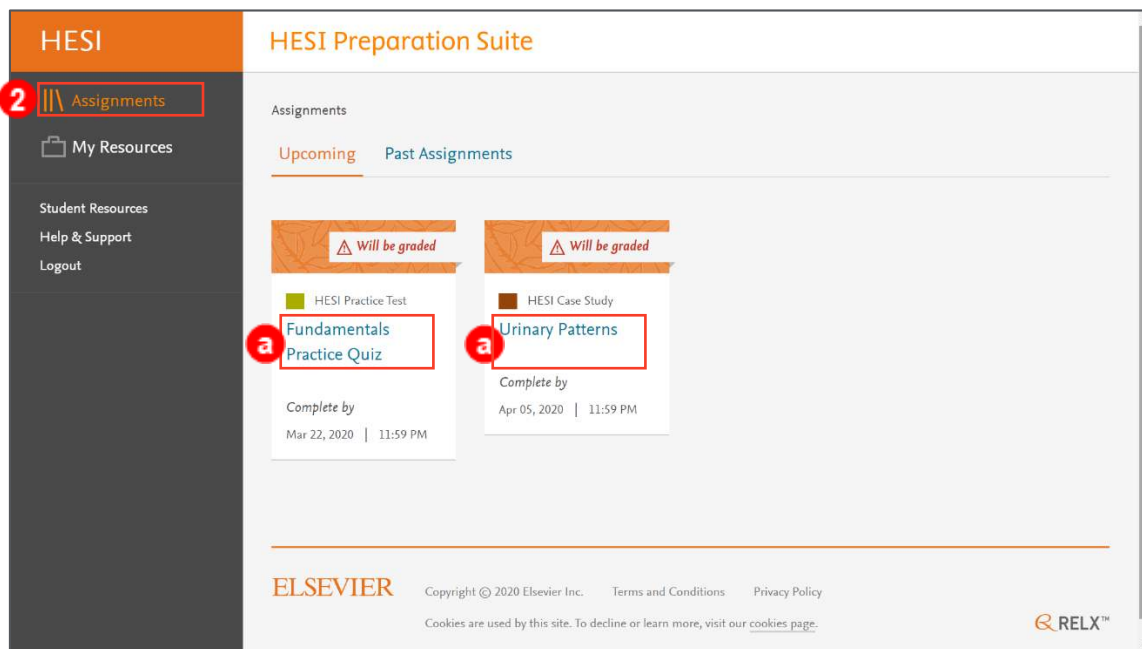 HESI
HESI Preparation Suite
2
Assignments
My Resources
Student Resources
Help & Support
Logout
Assignments
Upcoming Past Assignments
Will be graded
HESI Practice Test
a
Fundamentals
Practice Quiz
Complete by
Mar 22, 2020 | 11:59 PM
Will be graded
HESI Case Study
a
Urinary Patterns
Complete by
Apr 05, 2020 | 11:59 PM
ELSEVIER
Copyright © 2020 Elsevier Inc. Terms and Conditions Privacy Policy
Cookies are used by this site. To decline or learn more, visit our cookies page.
RELX™